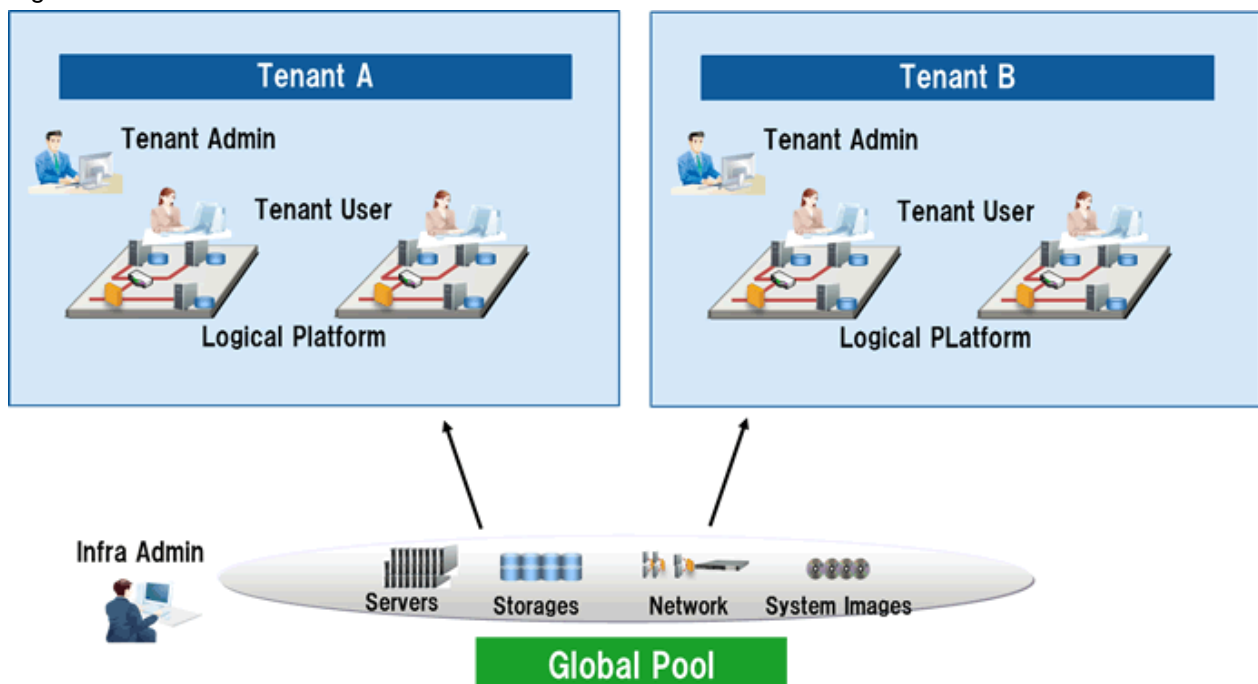 Tenant A
Tenant Admin
Tenant User
Logical Platform
Tenant B
Tenant Admin
Tenant User
Logical PLatform
Infra Admin
Servers
Storages
Network
System Images
Global Pool